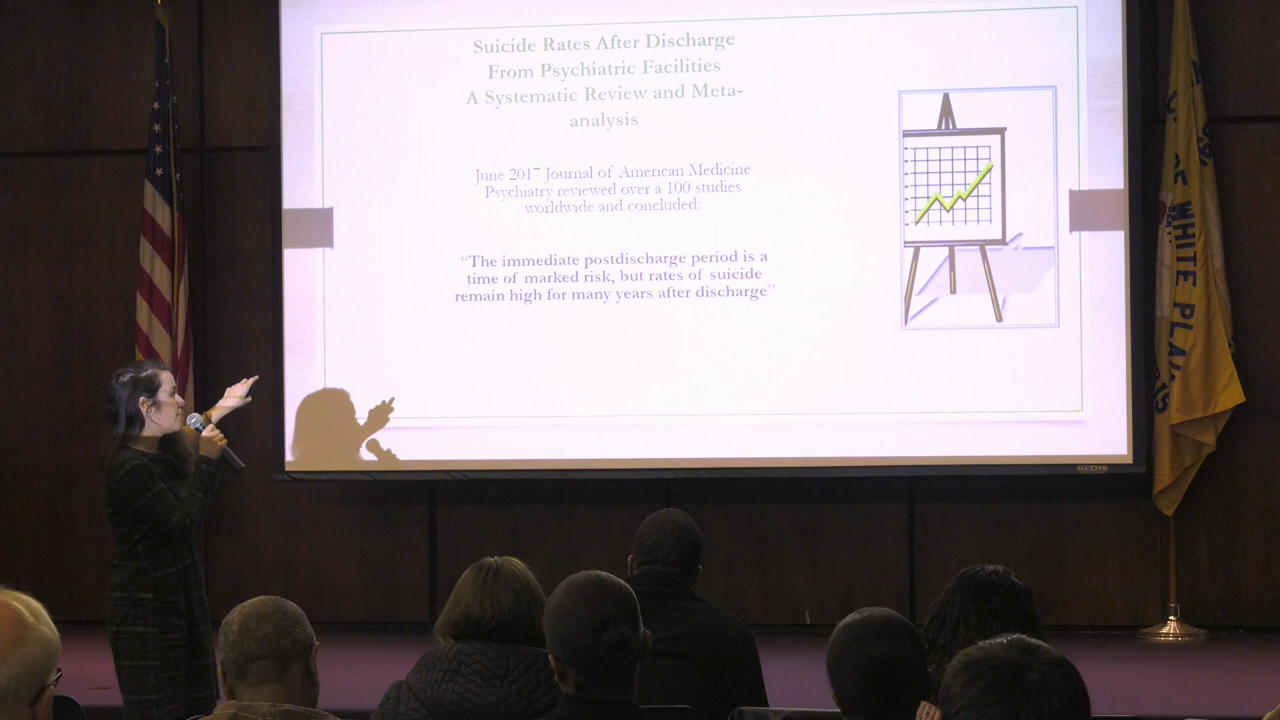 Suicide Rates After Discharge
From Psychiatric Facilities
A Systematic Review and Meta-
analysis
June 2017 Journal of American Medicine
Psychiatry reviewed over a 100 studies
worldwide and concluded:
“The immediate postdischarge period is a
time of marked risk, but rates of suicide
remain high for many years after discharge”
DA-LITE
WHITE PLA